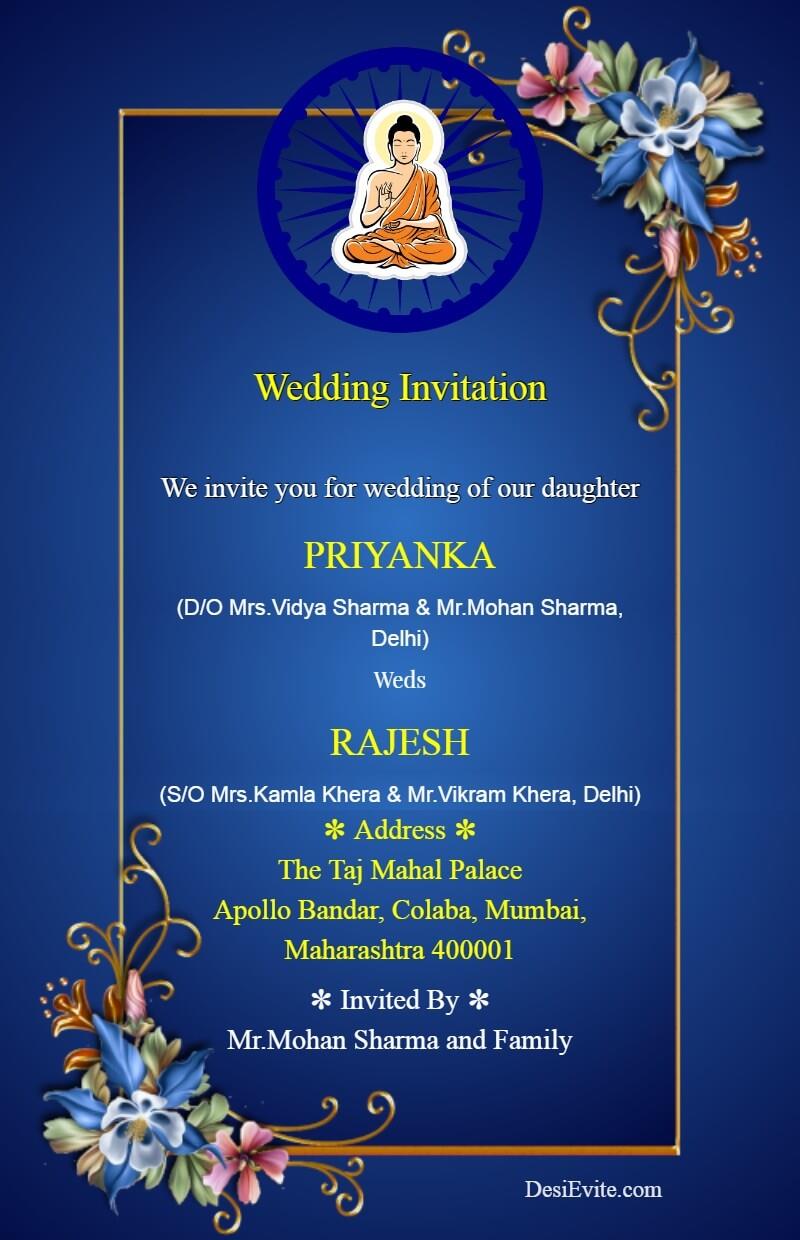 Wedding Invitation
We invite you for wedding of our daughter
PRIYANKA
(D/O Mrs.Vidya Sharma & Mr.Mohan Sharma,
Delhi)
Weds
RAJESH
(S/O Mrs.Kamla Khera & Mr.Vikram Khera, Delhi)
✻ Address ✻
The Taj Mahal Palace
Apollo Bandar, Colaba, Mumbai,
Maharashtra 400001
✻ Invited By ✻
Mr.Mohan Sharma and Family
DesiEvite.com